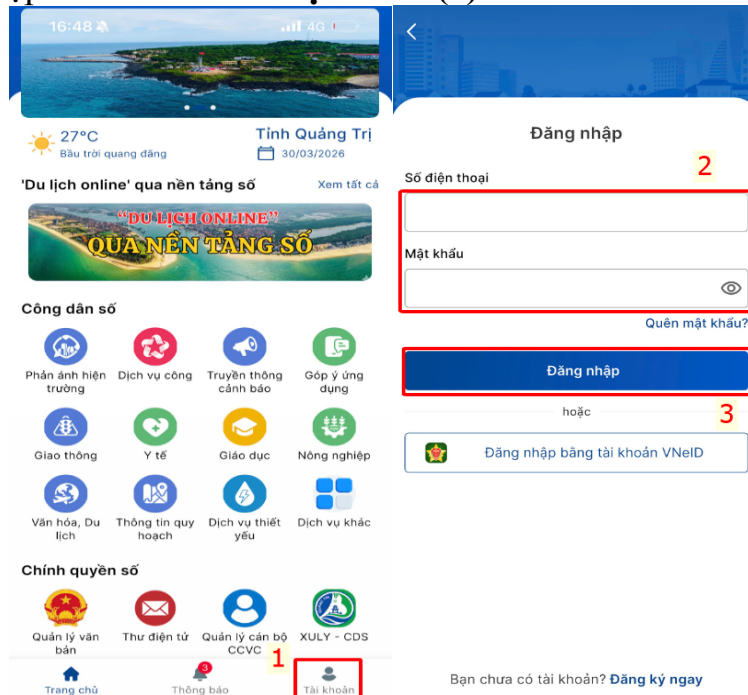 16:48
4G
27°C
Bầu trời quang đãng
Tỉnh Quảng Trị
30/03/2026
'Du lịch online' qua nền tảng số
Xem tất cả
“DU LỊCH ONLINE”
QUA NỀN TẢNG SỐ
Công dân số
Phản ánh hiện trường
Dịch vụ công
Truyền thông cảnh báo
Góp ý ứng dụng
Giao thông
Y tế
Giáo dục
Nông nghiệp
Văn hóa, Du lịch
Thông tin quy hoạch
Dịch vụ thiết yếu
Dịch vụ khác
Chính quyền số
Quản lý văn bản
Thư điện tử
Quản lý cán bộ CCVC
XULY - CDS
1
Trang chủ
3
Thông báo
Tài khoản
Đăng nhập
2
Số điện thoại
Mật khẩu
Quên mật khẩu?
Đăng nhập
hoặc
3
Đăng nhập bằng tài khoản VNeID
Bạn chưa có tài khoản? Đăng ký ngay